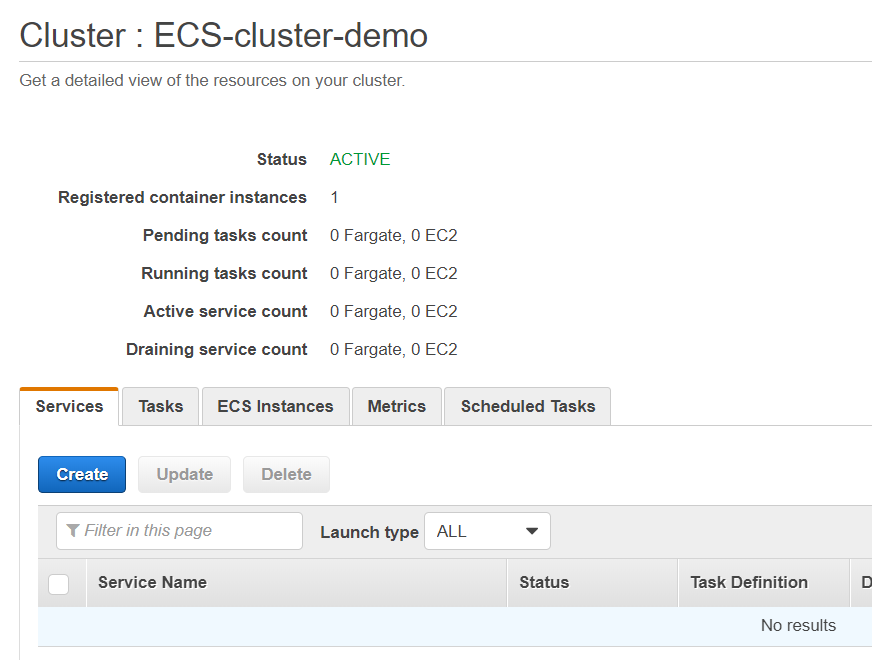 Cluster : ECS-cluster-demo
Get a detailed view of the resources on your cluster.
Status ACTIVE
Registered container instances 1
Pending tasks count 0 Fargate, 0 EC2
Running tasks count 0 Fargate, 0 EC2
Active service count 0 Fargate, 0 EC2
Draining service count 0 Fargate, 0 EC2
Services Tasks ECS Instances Metrics Scheduled Tasks
Create Update Delete
Filter in this page Launch type ALL
Service Name Status Task Definition D
No results